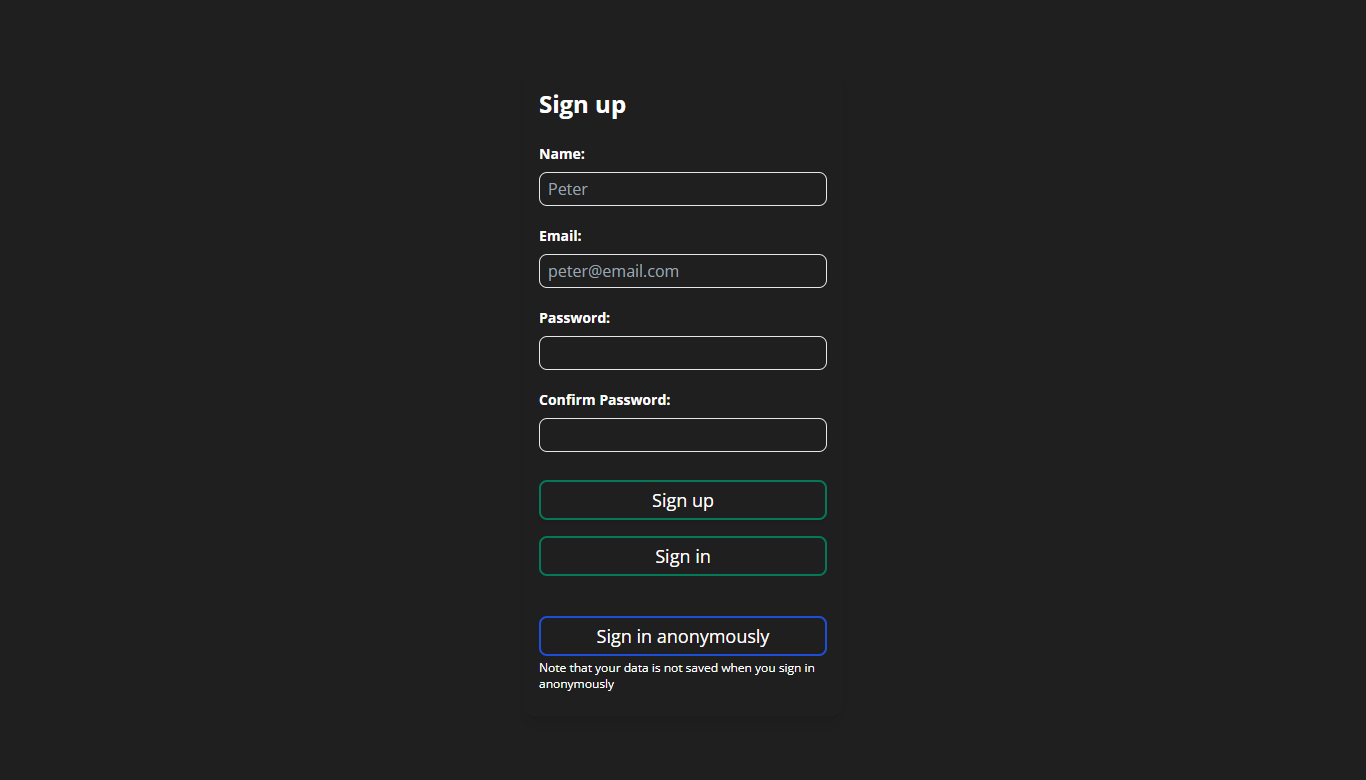 Sign up
Name:
Peter
Email:
peter@email.com
Password:
Confirm Password:
Sign up
Sign in
Sign in anonymously
Note that your data is not saved when you sign in
anonymously